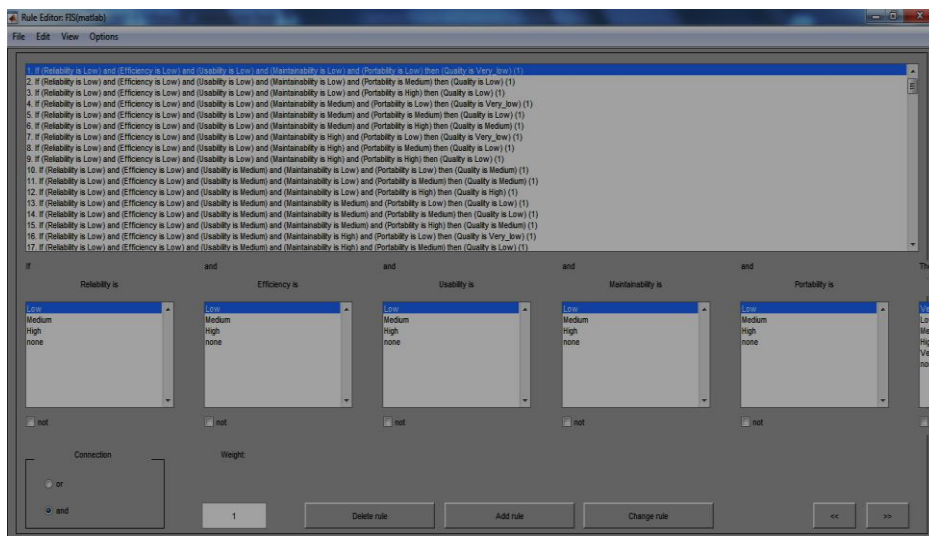 Rule Editor: FIS(matlab)
File Edit View Options
1. If (Reliability is Low) and (Efficiency is Low) and (Usability is Low) and (Maintainability is Low) and (Portability is Low) then (Quality is Very_low) (1)
2. If (Reliability is Low) and (Efficiency is Low) and (Usability is Low) and (Maintainability is Low) and (Portability is Medium) then (Quality is Low) (1)
3. If (Reliability is Low) and (Efficiency is Low) and (Usability is Low) and (Maintainability is Low) and (Portability is High) then (Quality is Low) (1)
4. If (Reliability is Low) and (Efficiency is Low) and (Usability is Low) and (Maintainability is Medium) and (Portability is Low) then (Quality is Very_low) (1)
5. If (Reliability is Low) and (Efficiency is Low) and (Usability is Low) and (Maintainability is Medium) and (Portability is Medium) then (Quality is Low) (1)
6. If (Reliability is Low) and (Efficiency is Low) and (Usability is Low) and (Maintainability is Medium) and (Portability is High) then (Quality is Medium) (1)
7. If (Reliability is Low) and (Efficiency is Low) and (Usability is Low) and (Maintainability is High) and (Portability is Low) then (Quality is Very_low) (1)
8. If (Reliability is Low) and (Efficiency is Low) and (Usability is Low) and (Maintainability is High) and (Portability is Medium) then (Quality is Low) (1)
9. If (Reliability is Low) and (Efficiency is Low) and (Usability is Low) and (Maintainability is High) and (Portability is High) then (Quality is Low) (1)
10. If (Reliability is Low) and (Efficiency is Low) and (Usability is Medium) and (Maintainability is Low) and (Portability is Low) then (Quality is Medium) (1)
11. If (Reliability is Low) and (Efficiency is Low) and (Usability is Medium) and (Maintainability is Low) and (Portability is Medium) then (Quality is Medium) (1)
12. If (Reliability is Low) and (Efficiency is Low) and (Usability is Medium) and (Maintainability is Low) and (Portability is High) then (Quality is High) (1)
13. If (Reliability is Low) and (Efficiency is Low) and (Usability is Medium) and (Maintainability is Medium) and (Portability is Low) then (Quality is Low) (1)
14. If (Reliability is Low) and (Efficiency is Low) and (Usability is Medium) and (Maintainability is Medium) and (Portability is Medium) then (Quality is Low) (1)
15. If (Reliability is Low) and (Efficiency is Low) and (Usability is Medium) and (Maintainability is Medium) and (Portability is High) then (Quality is Medium) (1)
16. If (Reliability is Low) and (Efficiency is Low) and (Usability is Medium) and (Maintainability is High) and (Portability is Low) then (Quality is Very_low) (1)
17. If (Reliability is Low) and (Efficiency is Low) and (Usability is Medium) and (Maintainability is High) and (Portability is Medium) then (Quality is Low) (1)
If and and and and The
Reliability is Efficiency is Usability is Maintainability is Portability is
Low Low Low Low Low Ve
Medium Medium Medium Medium Medium Lo
High High High High High Me
none none none none none Hig
Ve
no
not not not not not
Connection Weight:
or
and 1 Delete rule Add rule Change rule << >>